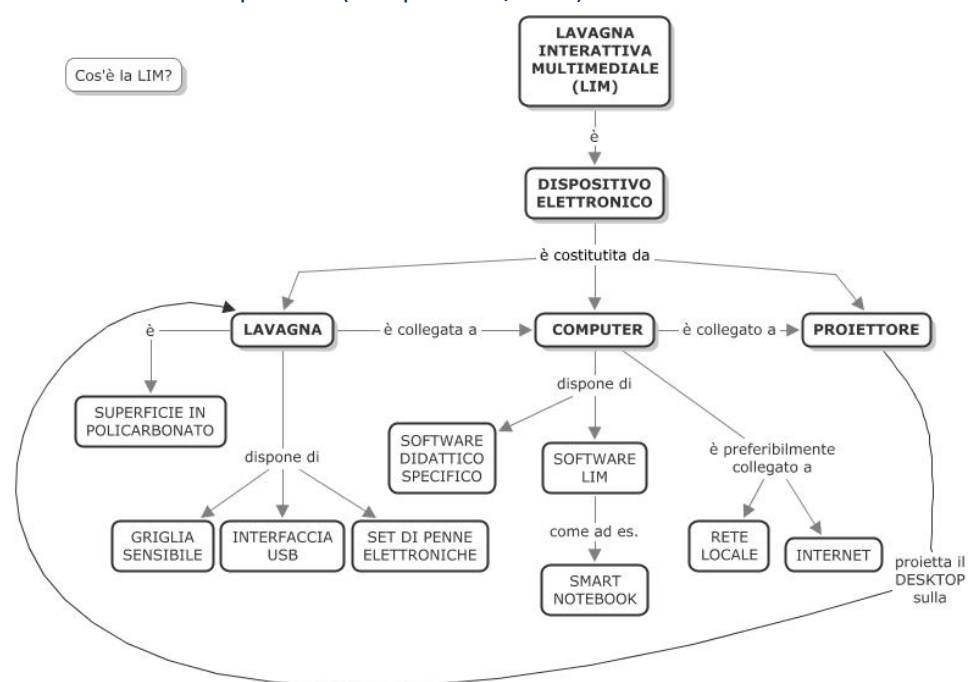 LAVAGNA
INTERATTIVA
MULTIMEDIALE
(LIM)
Cos'è la LIM?
è
DISPOSITIVO
ELETTRONICO
è costitutita da
è
LAVAGNA
è collegata a
COMPUTER
è collegato a
PROIETTORE
SUPERFICIE IN
POLICARBONATO
dispone di
SOFTWARE
DIDATTICO
SPECIFICO
SOFTWARE
LIM
è preferibilmente
collegato a
dispone di
GRIGLIA
SENSIBILE
INTERFACCIA
USB
SET DI PENNE
ELETTRONICHE
come ad es.
SMART
NOTEBOOK
RETE
LOCALE
INTERNET
proietta il
DESKTOP
sulla